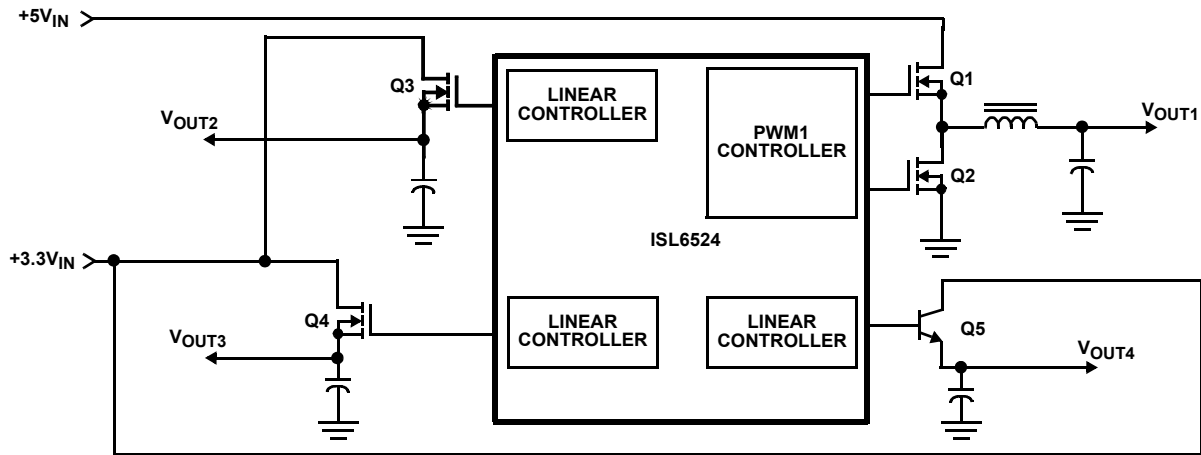 +5VIN
Q3
LINEAR
CONTROLLER
VOUT2
PWM1
CONTROLLER
Q1
VOUT1
Q2
ISL6524
+3.3VIN
Q4
LINEAR
CONTROLLER
VOUT3
LINEAR
CONTROLLER
Q5
VOUT4